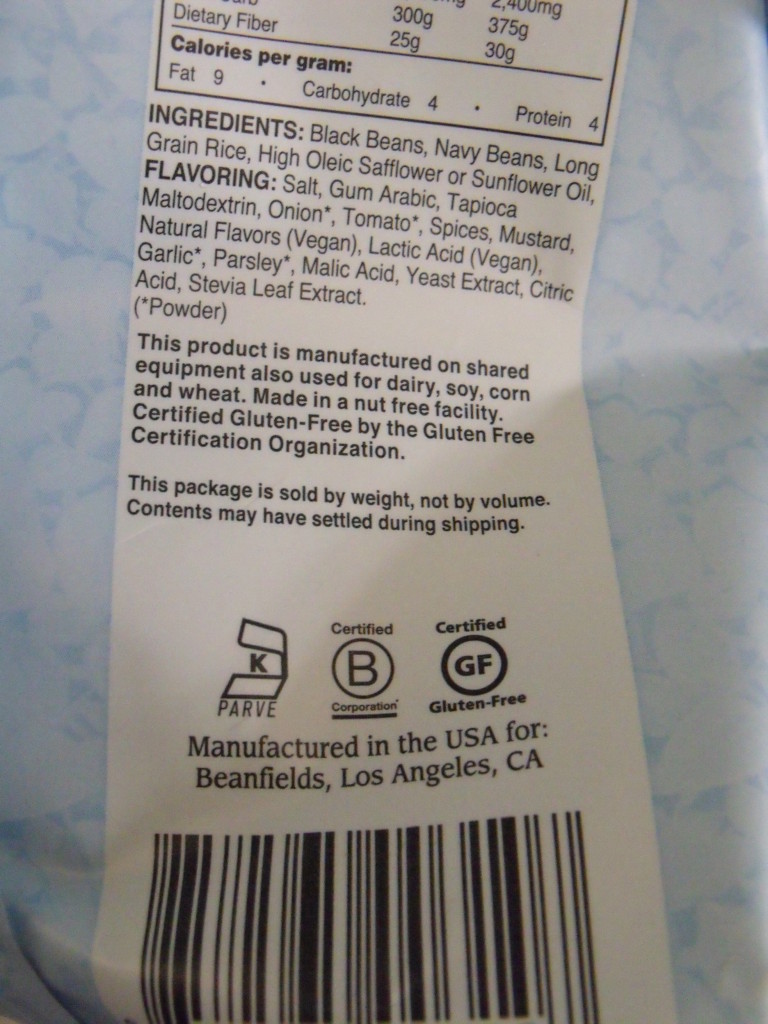 2,400mg
300g 375g
Dietary Fiber 25g 30g
Calories per gram:
Fat 9 • Carbohydrate 4 • Protein 4
INGREDIENTS: Black Beans, Navy Beans, Long
Grain Rice, High Oleic Safflower or Sunflower Oil,
FLAVORING: Salt, Gum Arabic, Tapioca
Maltodextrin, Onion*, Tomato*, Spices, Mustard,
Natural Flavors (Vegan), Lactic Acid (Vegan),
Garlic*, Parsley*, Malic Acid, Yeast Extract, Citric
Acid, Stevia Leaf Extract.
(*Powder)
This product is manufactured on shared
equipment also used for dairy, soy, corn
and wheat. Made in a nut free facility.
Certified Gluten-Free by the Gluten Free
Certification Organization.
This package is sold by weight, not by volume.
Contents may have settled during shipping.
K
PARVE
Certified
B
Corporation
Certified
GF
Gluten-Free
Manufactured in the USA for:
Beanfields, Los Angeles, CA